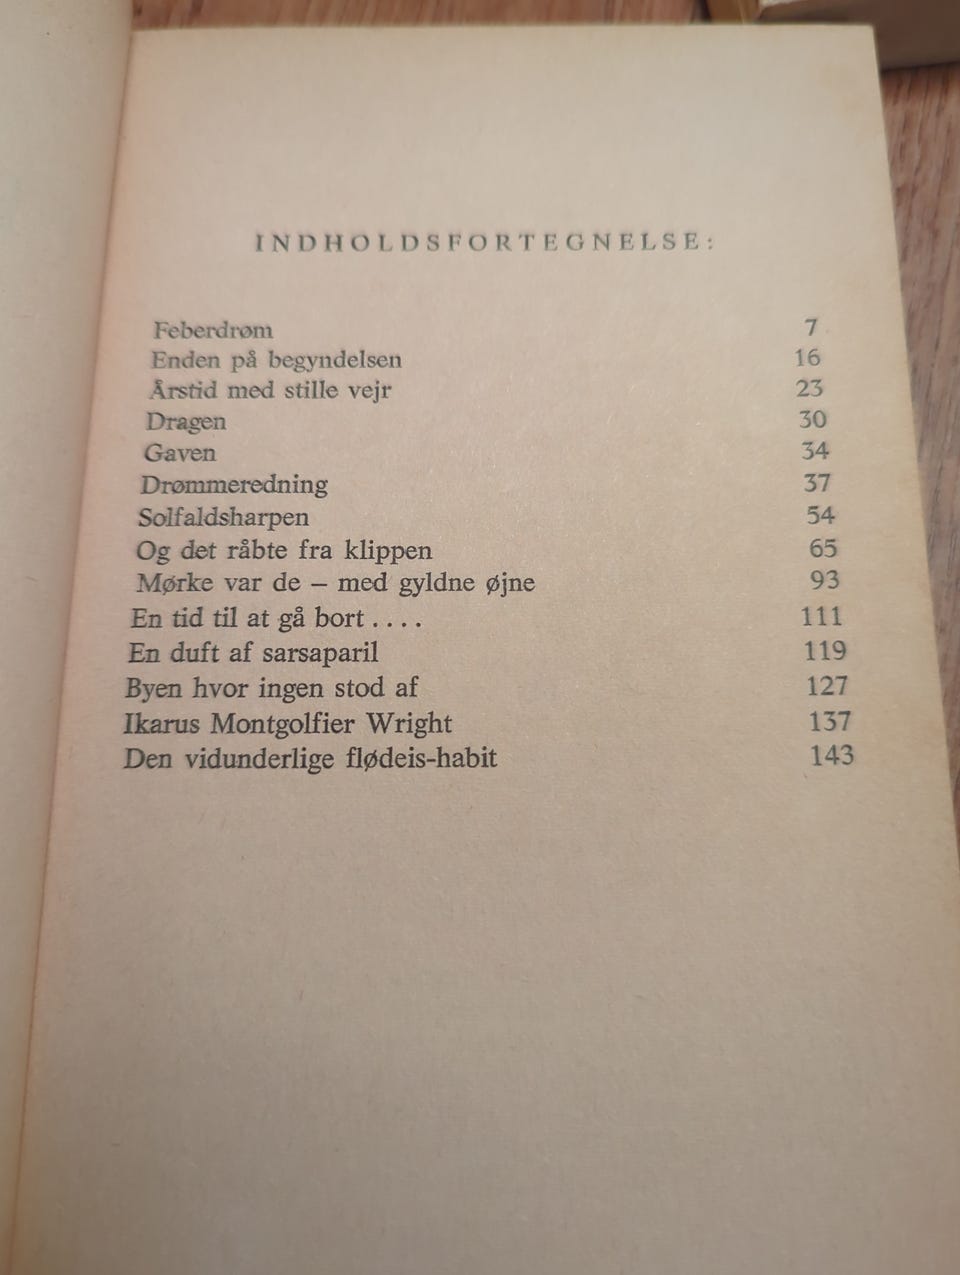 INDHOLDSFORTEGNELSE:
Feberdrøm 7
Enden på begyndelsen 16
Årstid med stille vejr 23
Dragen 30
Gaven 34
Drømmeredning 37
Solfaldsharpen 54
Og det råbte fra klippen 65
Mørke var de – med gyldne øjne 93
En tid til at gå bort.... 111
En duft af sarsaparil 119
Byen hvor ingen stod af 127
Ikarus Montgolfier Wright 137
Den vidunderlige flødeis-habit 143